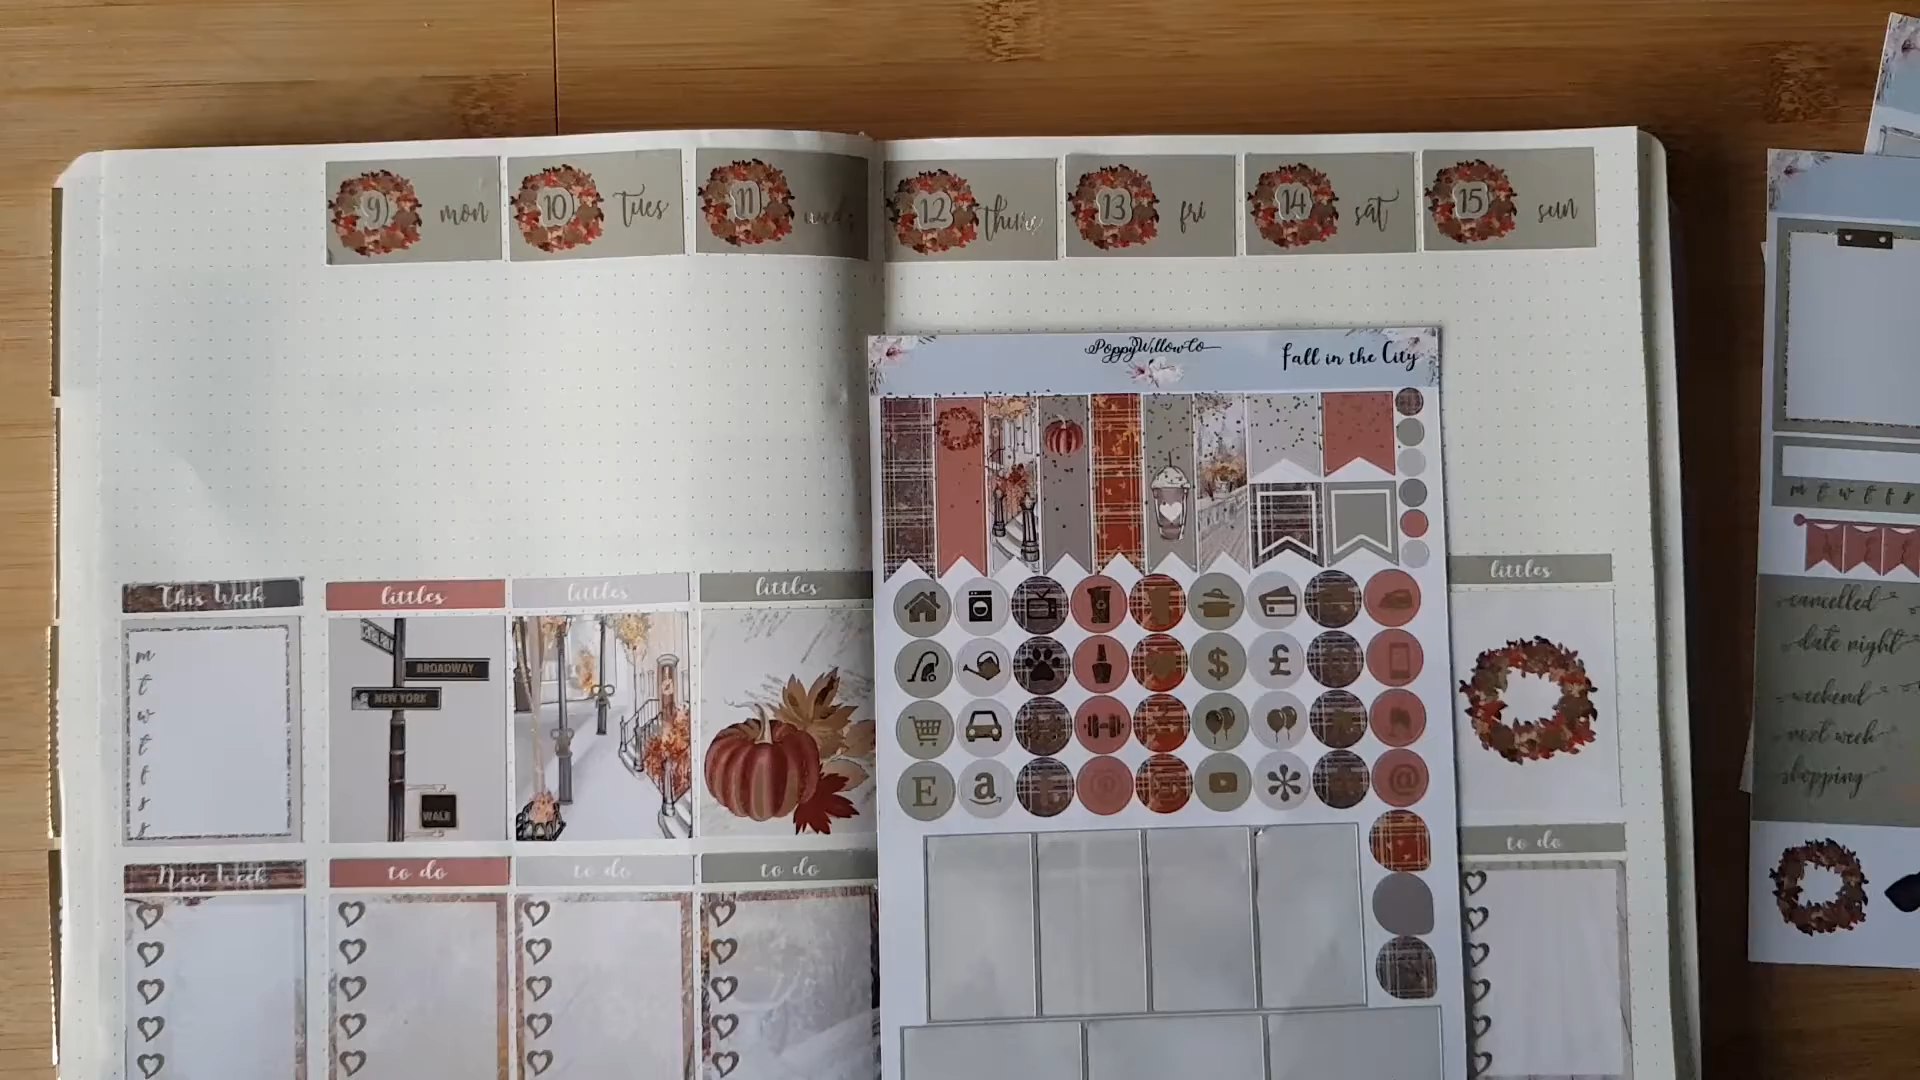 9 mon 10 tues 11 12 thurs 13 fri 14 sat 15 sun
PoppyWillowCo Fall in the City
This Week littles littles littles littles
m
t
w
t
f
s
s
BROADWAY
NEW YORK
WALK
$ £
E a
@
Next Week to do to do to do to do
m t w t f s
cancelled
date night
weekend
next week
shopping